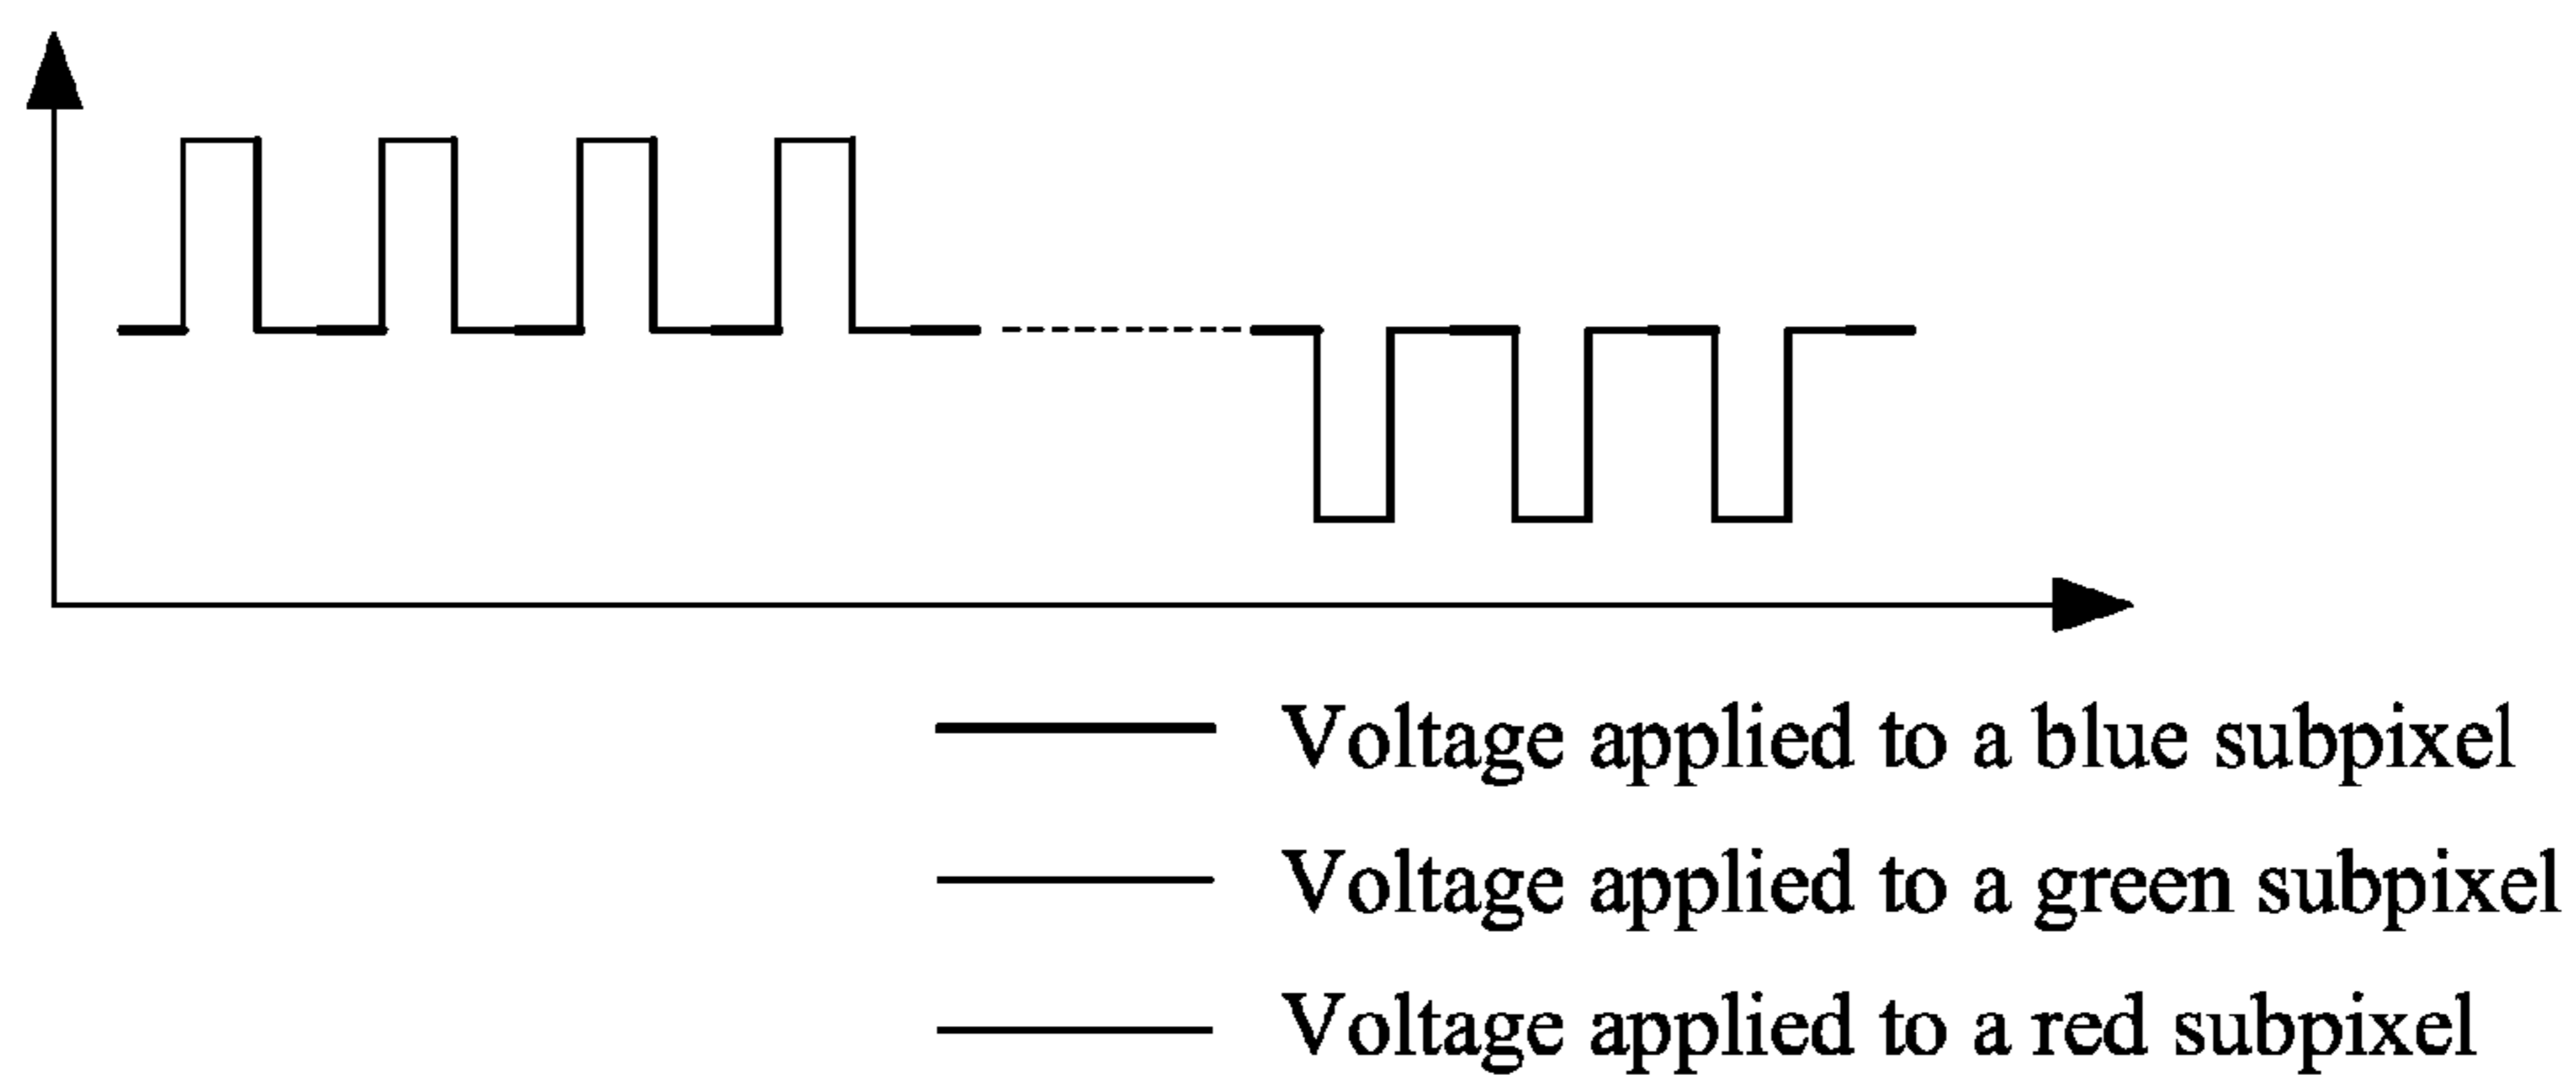 Voltage applied to a blue subpixel
Voltage applied to a green subpixel
Voltage applied to a red subpixel